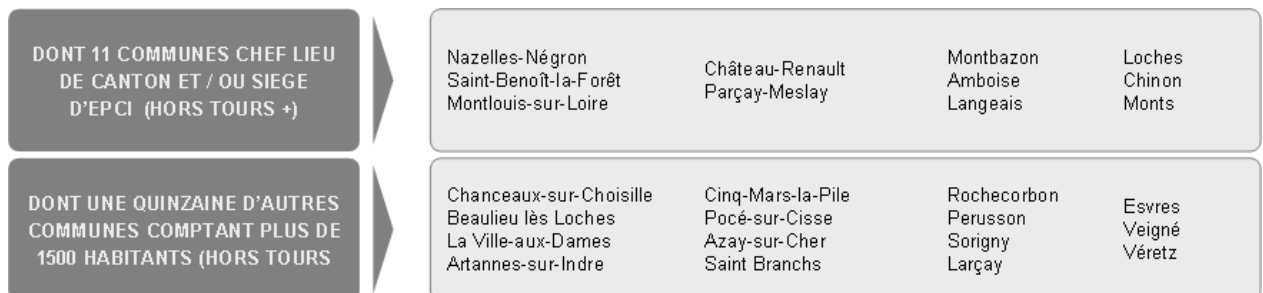 DONT 11 COMMUNES CHEF LIEU
DE CANTON ET / OU SIEGE
D'EPCI (HORS TOURS +)
Nazelles-Négron
Saint-Benoît-la-Forêt
Montlouis-sur-Loire
Château-Renault
Parçay-Meslay
Montbazon
Amboise
Langeais
Loches
Chinon
Monts
DONT UNE QUINZAINE D'AUTRES
COMMUNES COMPTANT PLUS DE
1500 HABITANTS (HORS TOURS
Chanceaux-sur-Choisille
Beaulieu lès Loches
La Ville-aux-Dames
Artannes-sur-Indre
Cinq-Mars-la-Pile
Pocé-sur-Cisse
Azay-sur-Cher
Saint Branchs
Rochecorbon
Perusson
Sorigny
Larçay
Esvres
Veigné
Véretz